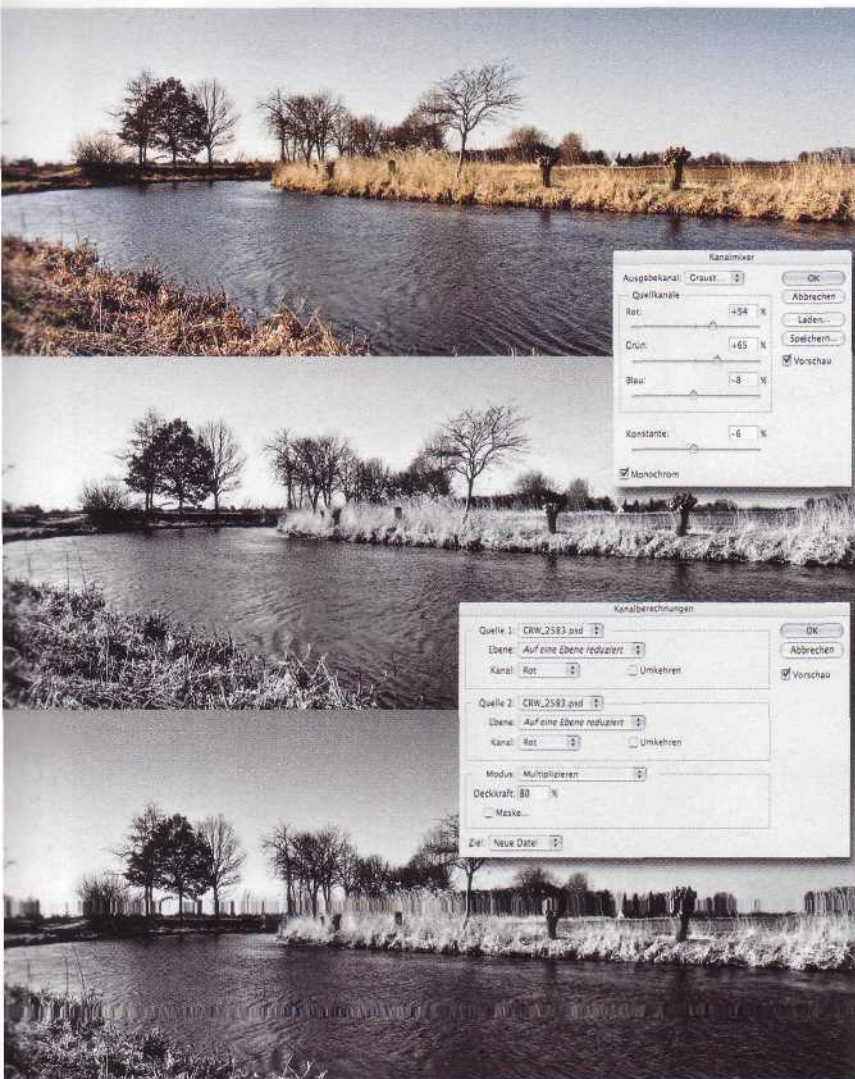 Kanalmixer
Ausgabekanal: Graust...
OK
Quellkanäle
Abbrechen
Rot: +54 %
Laden...
Grün: +65 %
Speichern...
Vorschau
Blau: -8 %
Konstante: -6 %
Monochrom
Kanalberechnungen
Quelle 1: CRW_2583.psd
OK
Ebene: Auf eine Ebene reduziert
Abbrechen
Kanal: Rot Umkehren
Vorschau
Quelle 2: CRW_2583.psd
Ebene: Auf eine Ebene reduziert
Kanal: Rot Umkehren
Modus: Multiplizieren
Deckkraft: 80 %
Maske...
Ziel: Neue Datei